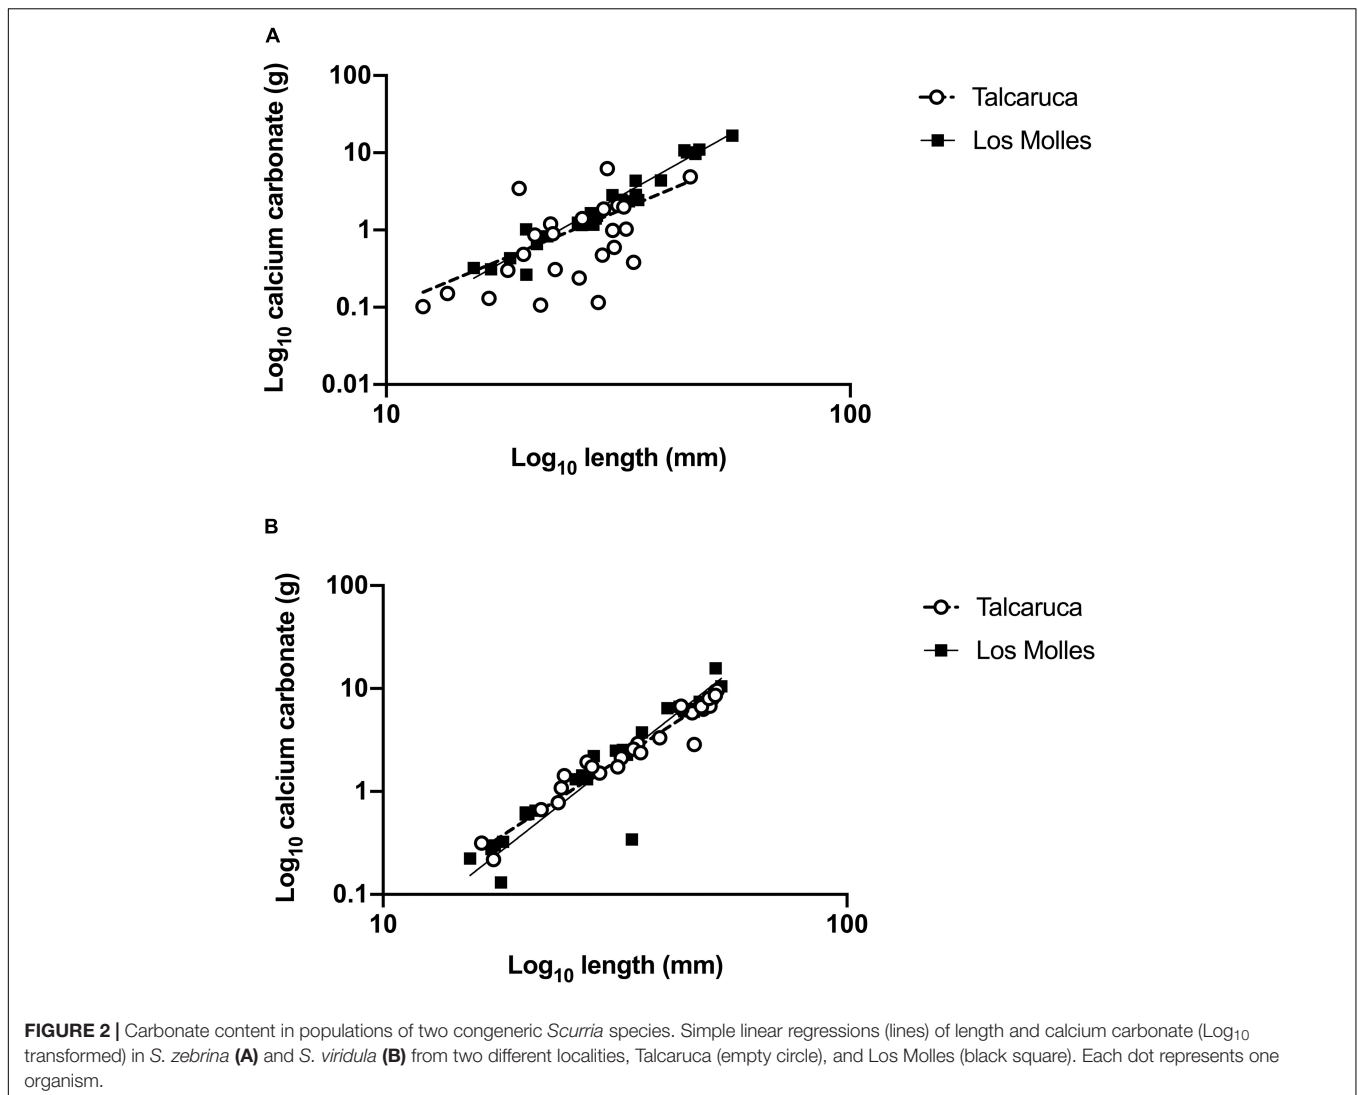 A
Log10 calcium carbonate (g)
100
10
1
0.1
0.01
10
100
Log10 length (mm)
Talcaruca
Los Molles
B
Log10 calcium carbonate (g)
100
10
1
0.1
10
100
Log10 length (mm)
Talcaruca
Los Molles
FIGURE 2 | Carbonate content in populations of two congeneric Scurria species. Simple linear regressions (lines) of length and calcium carbonate (Log10
transformed) in S. zebrina (A) and S. viridula (B) from two different localities, Talcaruca (empty circle), and Los Molles (black square). Each dot represents one
organism.